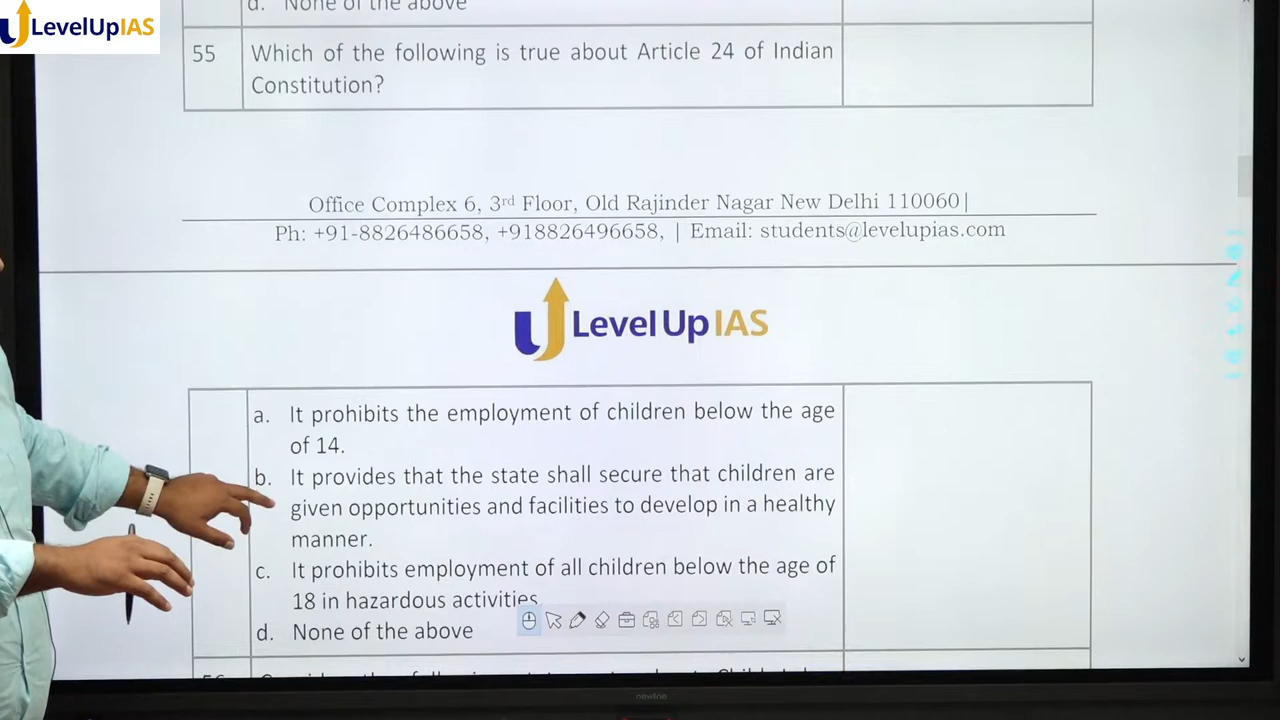 LevelUpIAS
d. None of the above
55 Which of the following is true about Article 24 of Indian
Constitution?
Office Complex 6, 3rd Floor, Old Rajinder Nagar New Delhi 110060|
Ph: +91-8826486658, +918826496658, | Email: students@levelupias.com
Level Up IAS
a. It prohibits the employment of children below the age
of 14.
b. It provides that the state shall secure that children are
given opportunities and facilities to develop in a healthy
manner.
c. It prohibits employment of all children below the age of
18 in hazardous activities
d. None of the above
newline